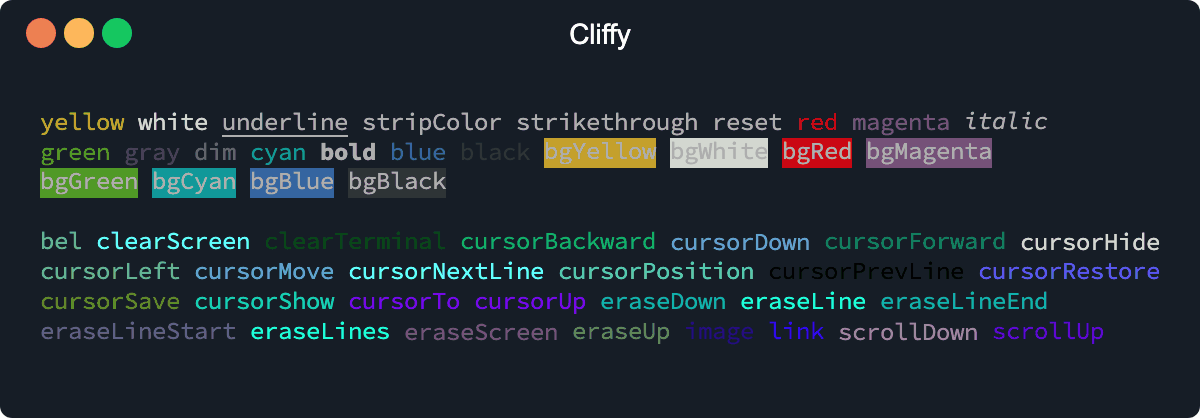 Cliffy
yellow white underline stripColor strikethrough reset red magenta italic
green gray dim cyan bold blue black bgYellow bgWhite bgRed bgMagenta
bgGreen bgCyan bgBlue bgBlack
bel clearScreen clearTerminal cursorBackward cursorDown cursorForward cursorHide
cursorLeft cursorMove cursorNextLine cursorPosition cursorPrevLine cursorRestore
cursorSave cursorShow cursorTo cursorUp eraseDown eraseLine eraseLineEnd
eraseLineStart eraseLines eraseScreen eraseUp image link scrollDown scrollUp